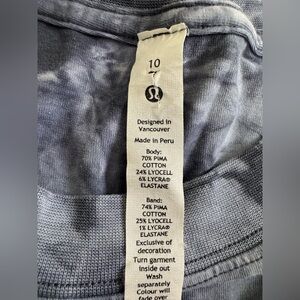 10
Designed in
Vancouver
Made in Peru
Body:
70% PIMA
COTTON
24% LYOCELL
6% LYCRA®
ELASTANE
Band:
74% PIMA
COTTON
25% LYOCELL
1% LYCRA®
ELASTANE
Exclusive of
decoration
Turn garment
inside out
Wash
separately
Colour will
fade over